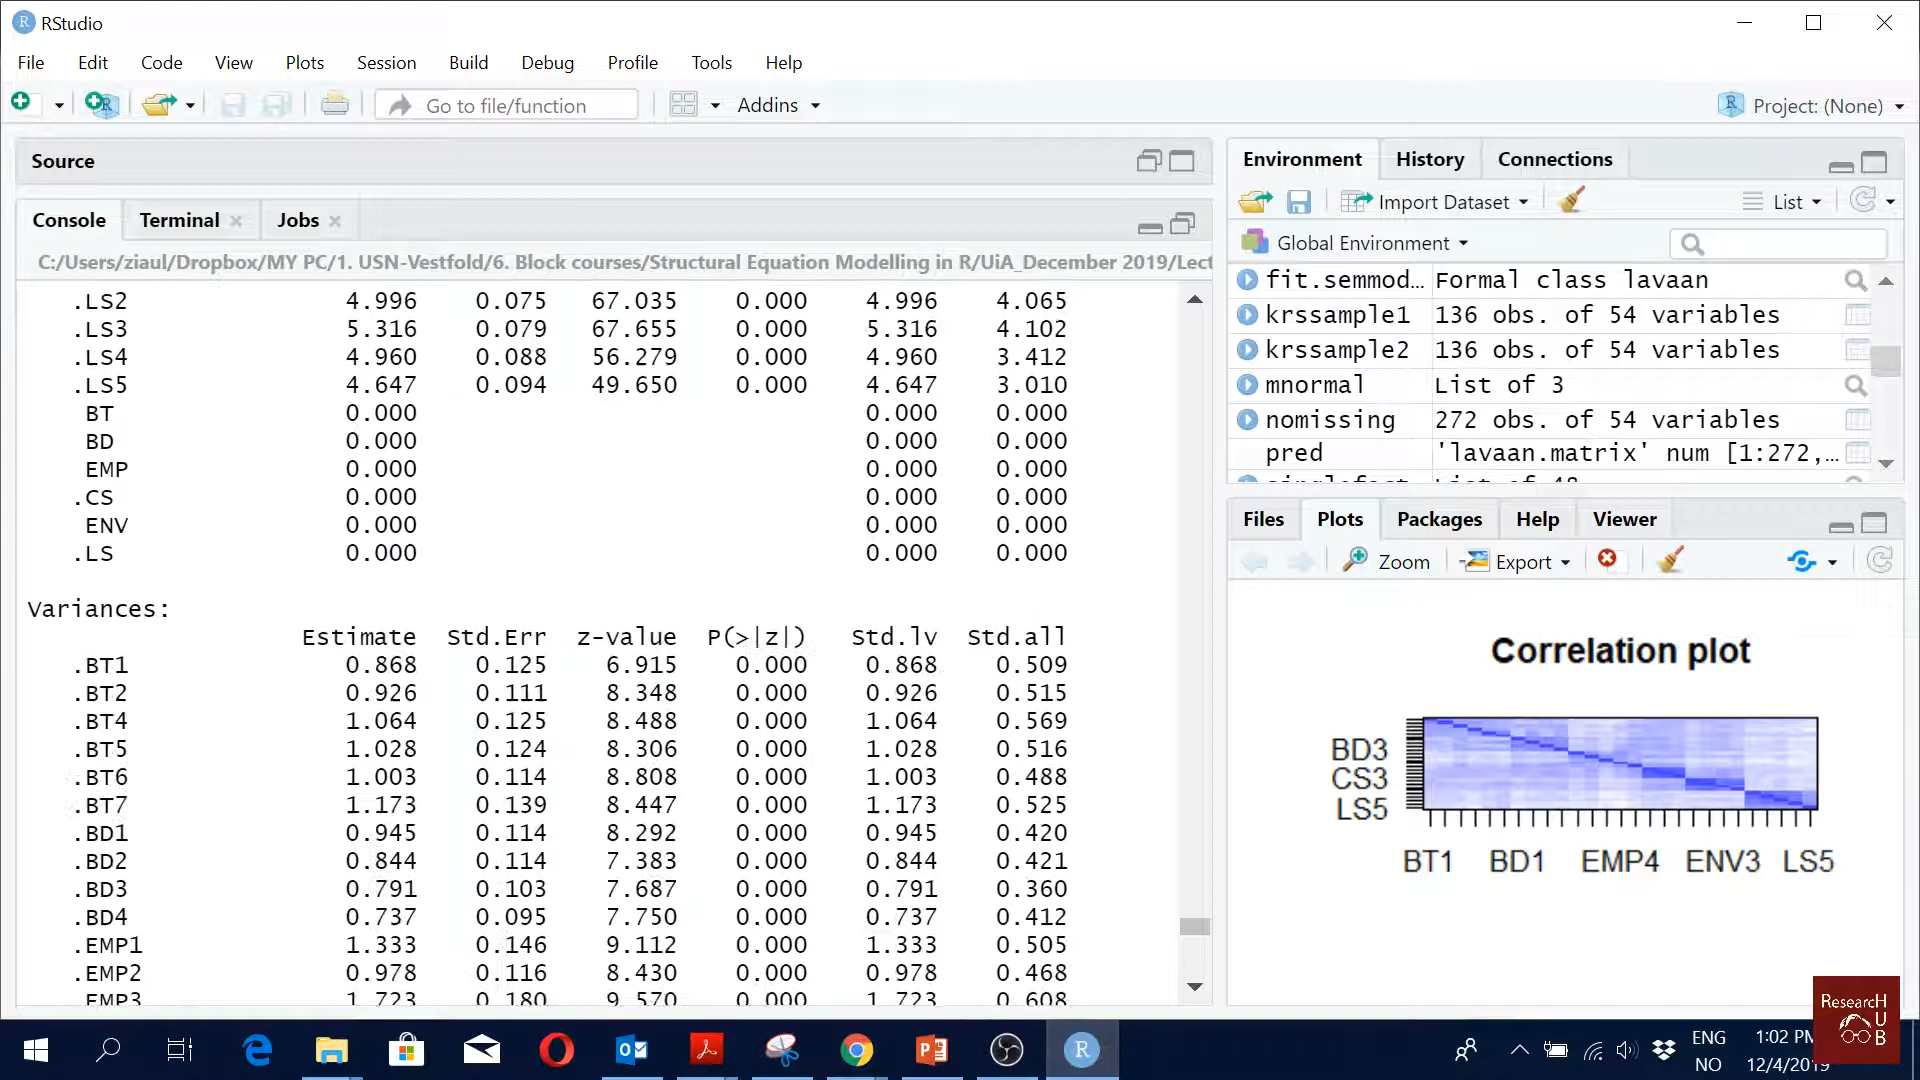 RStudio
File Edit Code View Plots Session Build Debug Profile Tools Help
Go to file/function Addins Project: (None)
Source
Console Terminal Jobs
C:/Users/ziaul/Dropbox/MY PC/1. USN-Vestfold/6. Block courses/Structural Equation Modelling in R/UiA_December 2019/Lect
.LS2 4.996 0.075 67.035 0.000 4.996 4.065
.LS3 5.316 0.079 67.655 0.000 5.316 4.102
.LS4 4.960 0.088 56.279 0.000 4.960 3.412
.LS5 4.647 0.094 49.650 0.000 4.647 3.010
BT 0.000 0.000 0.000
BD 0.000 0.000 0.000
EMP 0.000 0.000 0.000
.CS 0.000 0.000 0.000
ENV 0.000 0.000 0.000
.LS 0.000 0.000 0.000
Variances:
Estimate Std.Err z-value P(>|z|) Std.lv Std.all
.BT1 0.868 0.125 6.915 0.000 0.868 0.509
.BT2 0.926 0.111 8.348 0.000 0.926 0.515
.BT4 1.064 0.125 8.488 0.000 1.064 0.569
.BT5 1.028 0.124 8.306 0.000 1.028 0.516
.BT6 1.003 0.114 8.808 0.000 1.003 0.488
.BT7 1.173 0.139 8.447 0.000 1.173 0.525
.BD1 0.945 0.114 8.292 0.000 0.945 0.420
.BD2 0.844 0.114 7.383 0.000 0.844 0.421
.BD3 0.791 0.103 7.687 0.000 0.791 0.360
.BD4 0.737 0.095 7.750 0.000 0.737 0.412
.EMP1 1.333 0.146 9.112 0.000 1.333 0.505
.EMP2 0.978 0.116 8.430 0.000 0.978 0.468
.EMP3 1.723 0.180 9.570 0.000 1.723 0.608
Environment History Connections
Import Dataset List
Global Environment
fit.semmod... Formal class lavaan
krssample1 136 obs. of 54 variables
krssample2 136 obs. of 54 variables
mnormal List of 3
nomissing 272 obs. of 54 variables
pred 'lavaan.matrix' num [1:272,...
Files Plots Packages Help Viewer
Zoom Export
Correlation plot
BD3
CS3
LS5
BT1 BD1 EMP4 ENV3 LS5
ResearcH
U
B
ENG
NO
1:02 PM
12/4/2019